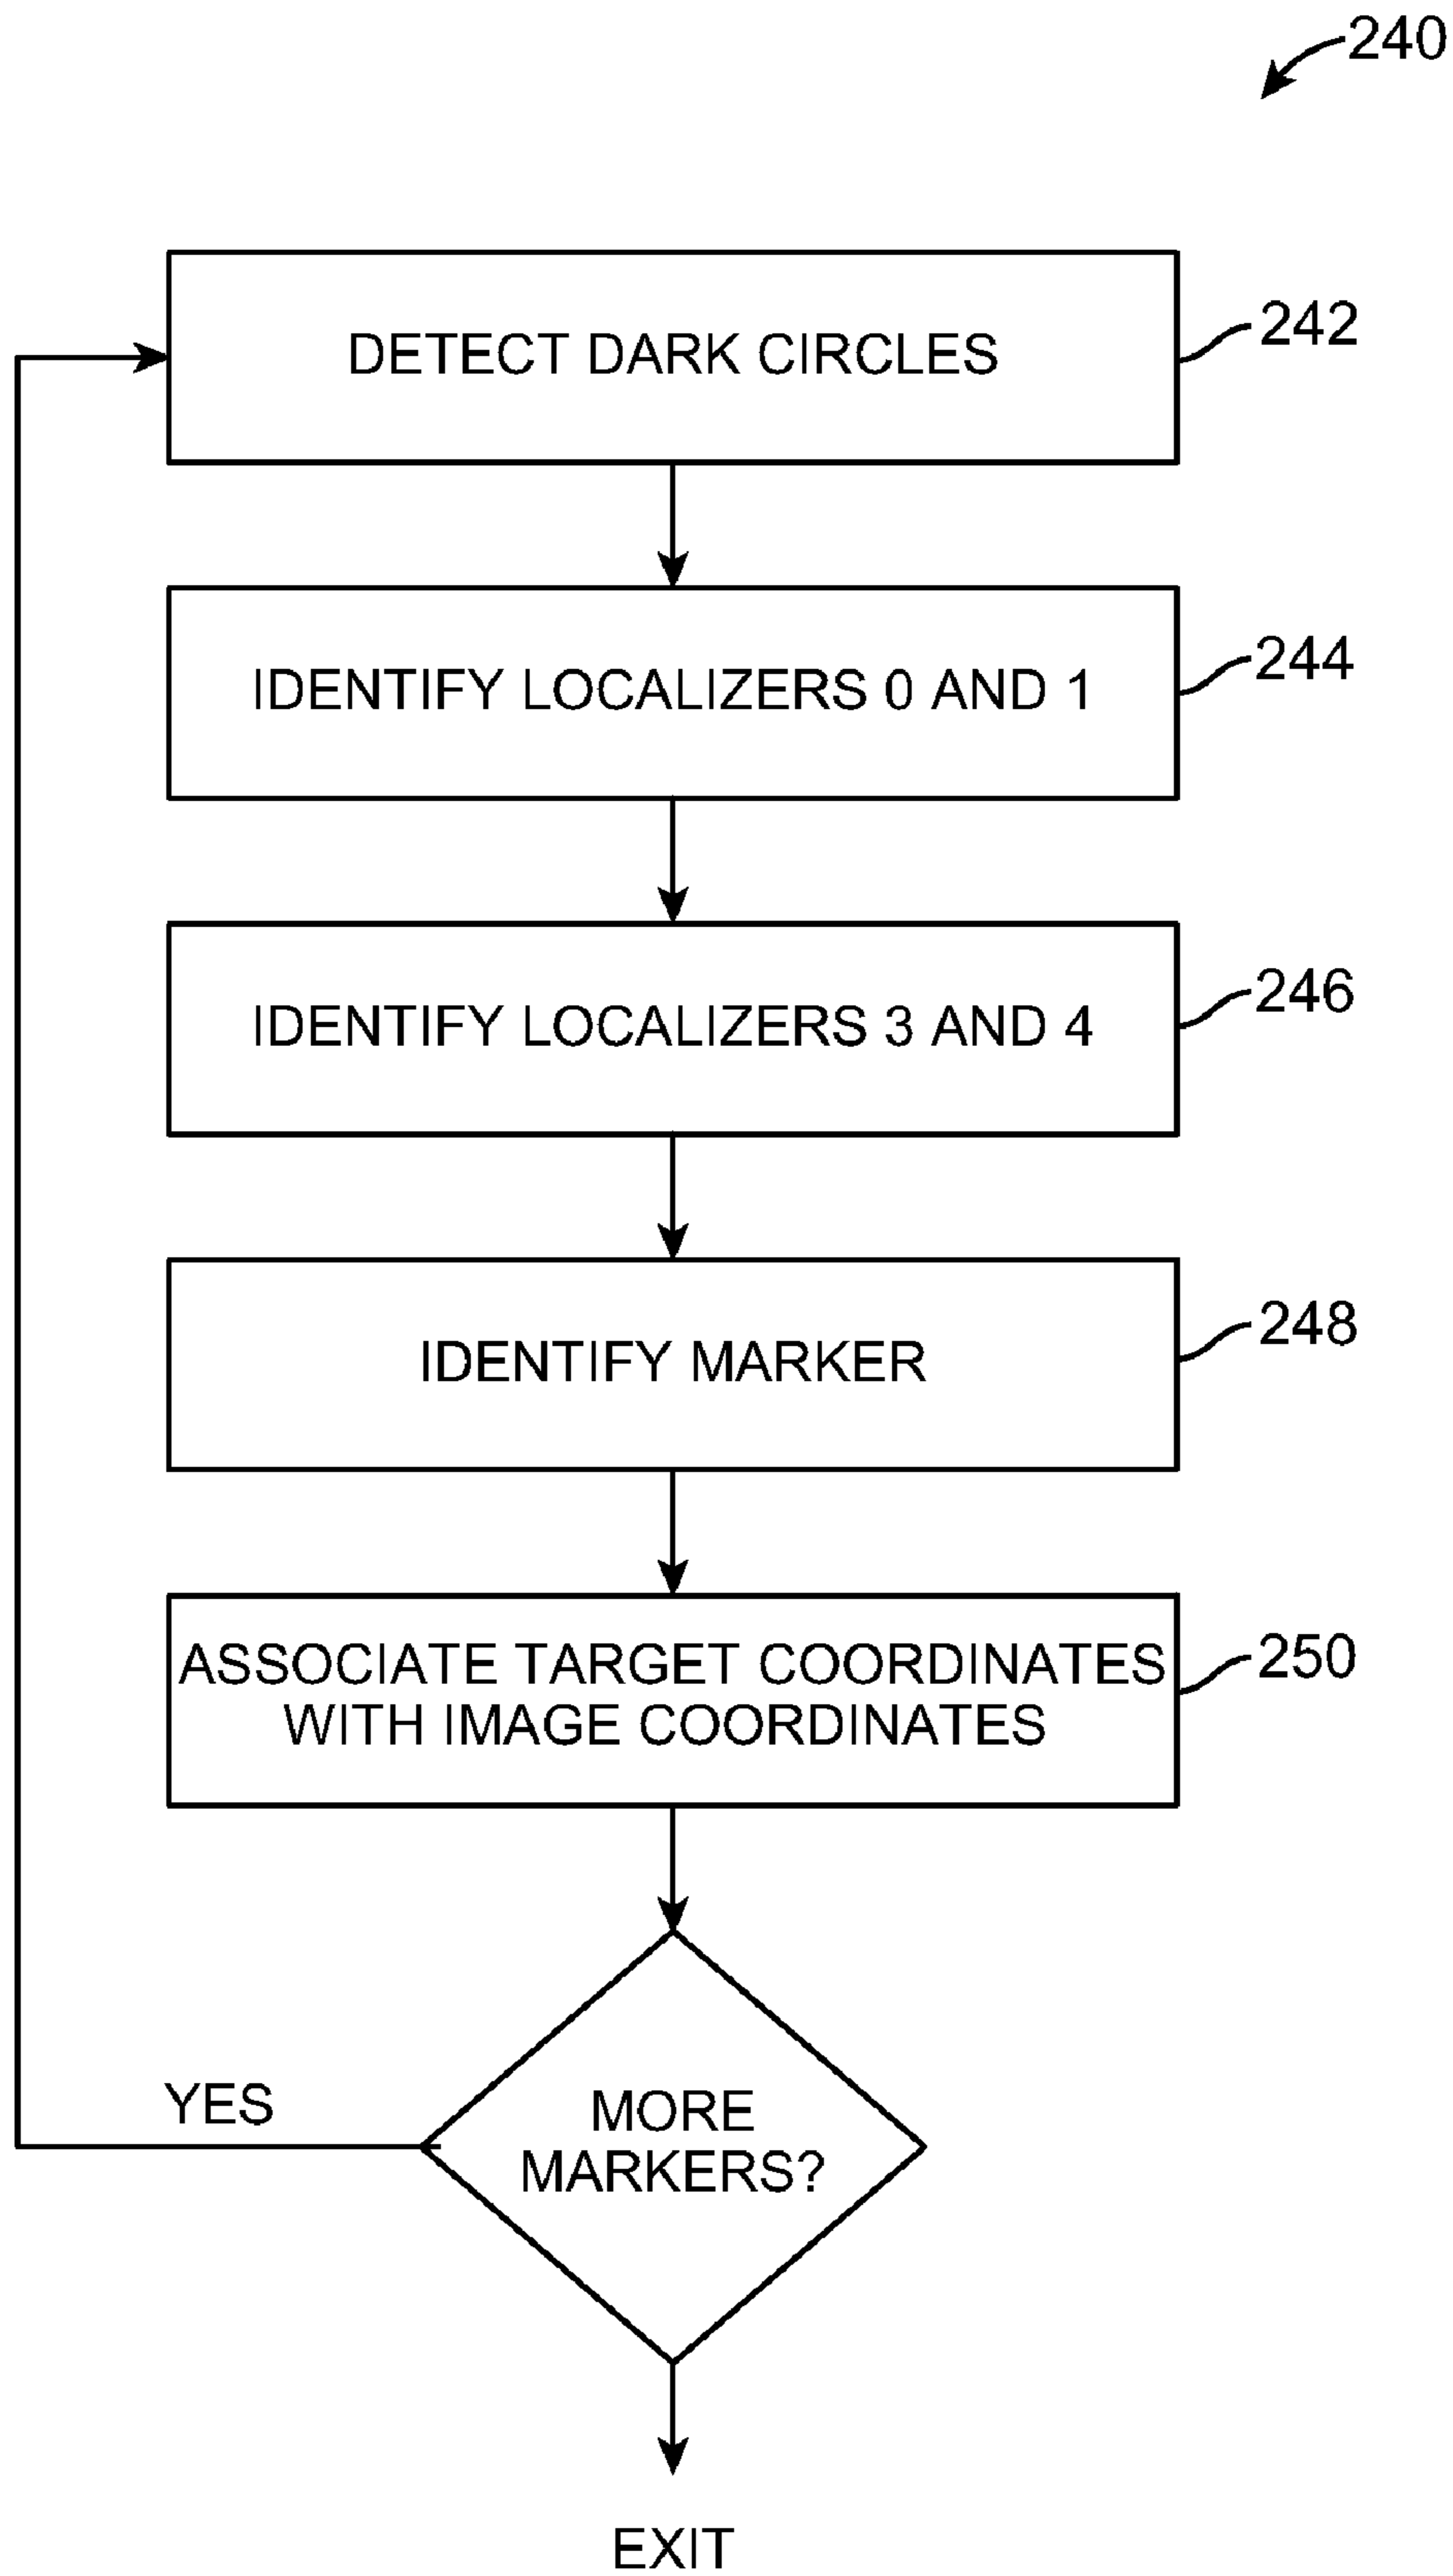 240
DETECT DARK CIRCLES
242
IDENTIFY LOCALIZERS 0 AND 1
244
IDENTIFY LOCALIZERS 3 AND 4
246
IDENTIFY MARKER
248
ASSOCIATE TARGET COORDINATES
WITH IMAGE COORDINATES
250
YES
MORE
MARKERS?
EXIT